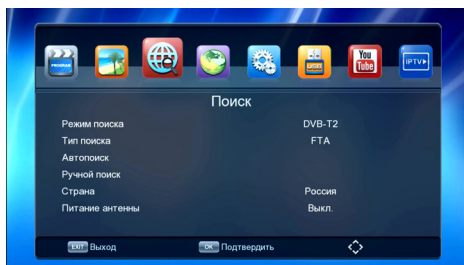 PROGRAM
USB
You Tube
IPTV
Поиск
Режим поиска DVB-T2
Тип поиска FTA
Автопоиск
Ручной поиск
Страна Россия
Питание антенны Выкл.
EXIT Выход OK Подтвердить